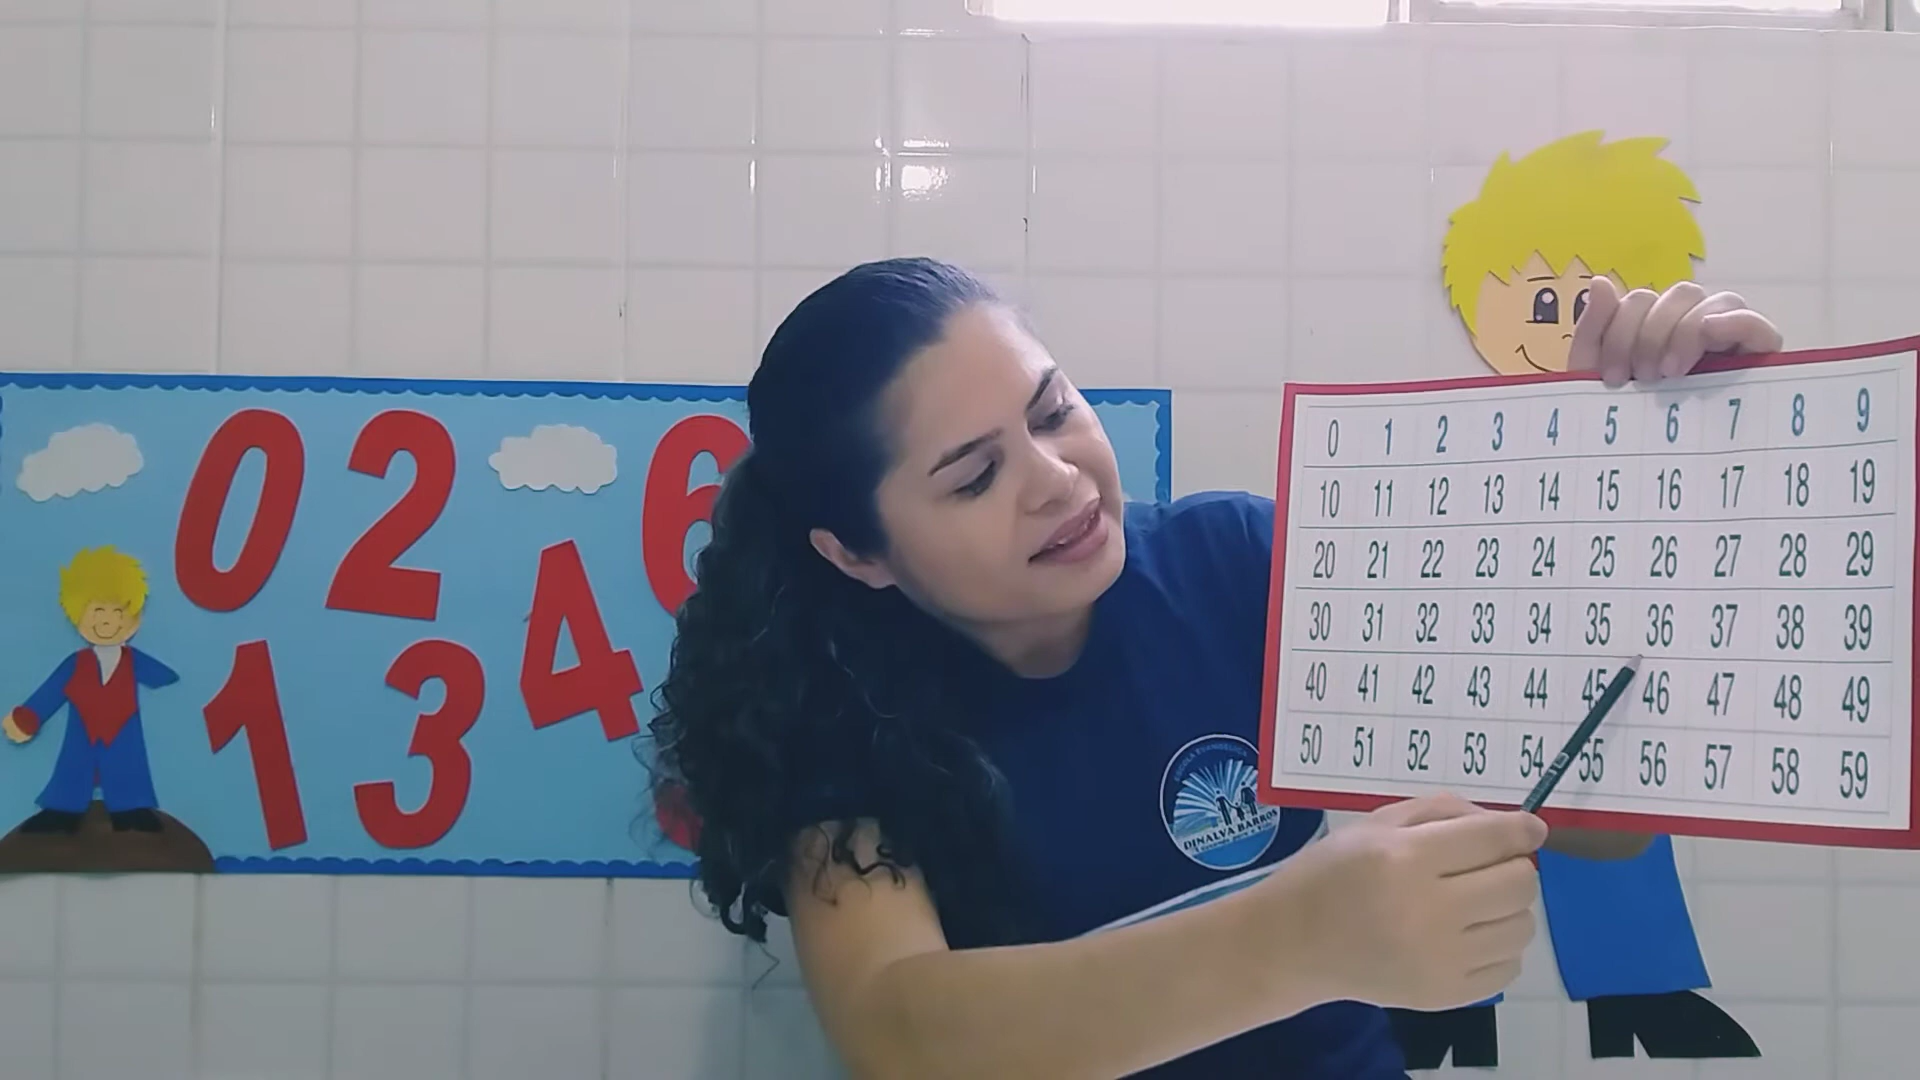 0 2 6
1 3 4
0 1 2 3 4 5 6 7 8 9
10 11 12 13 14 15 16 17 18 19
20 21 22 23 24 25 26 27 28 29
30 31 32 33 34 35 36 37 38 39
40 41 42 43 44 45 46 47 48 49
50 51 52 53 54 55 56 57 58 59
ESCOLA EVANGÉLICA
DINALVA BARROS